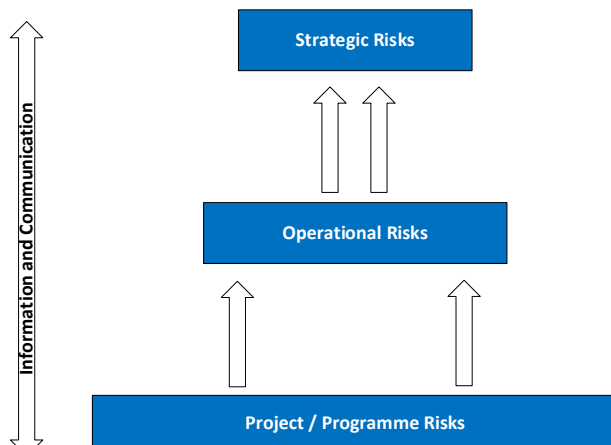 Strategic Risks
Information and Communication
Operational Risks
Project / Programme Risks